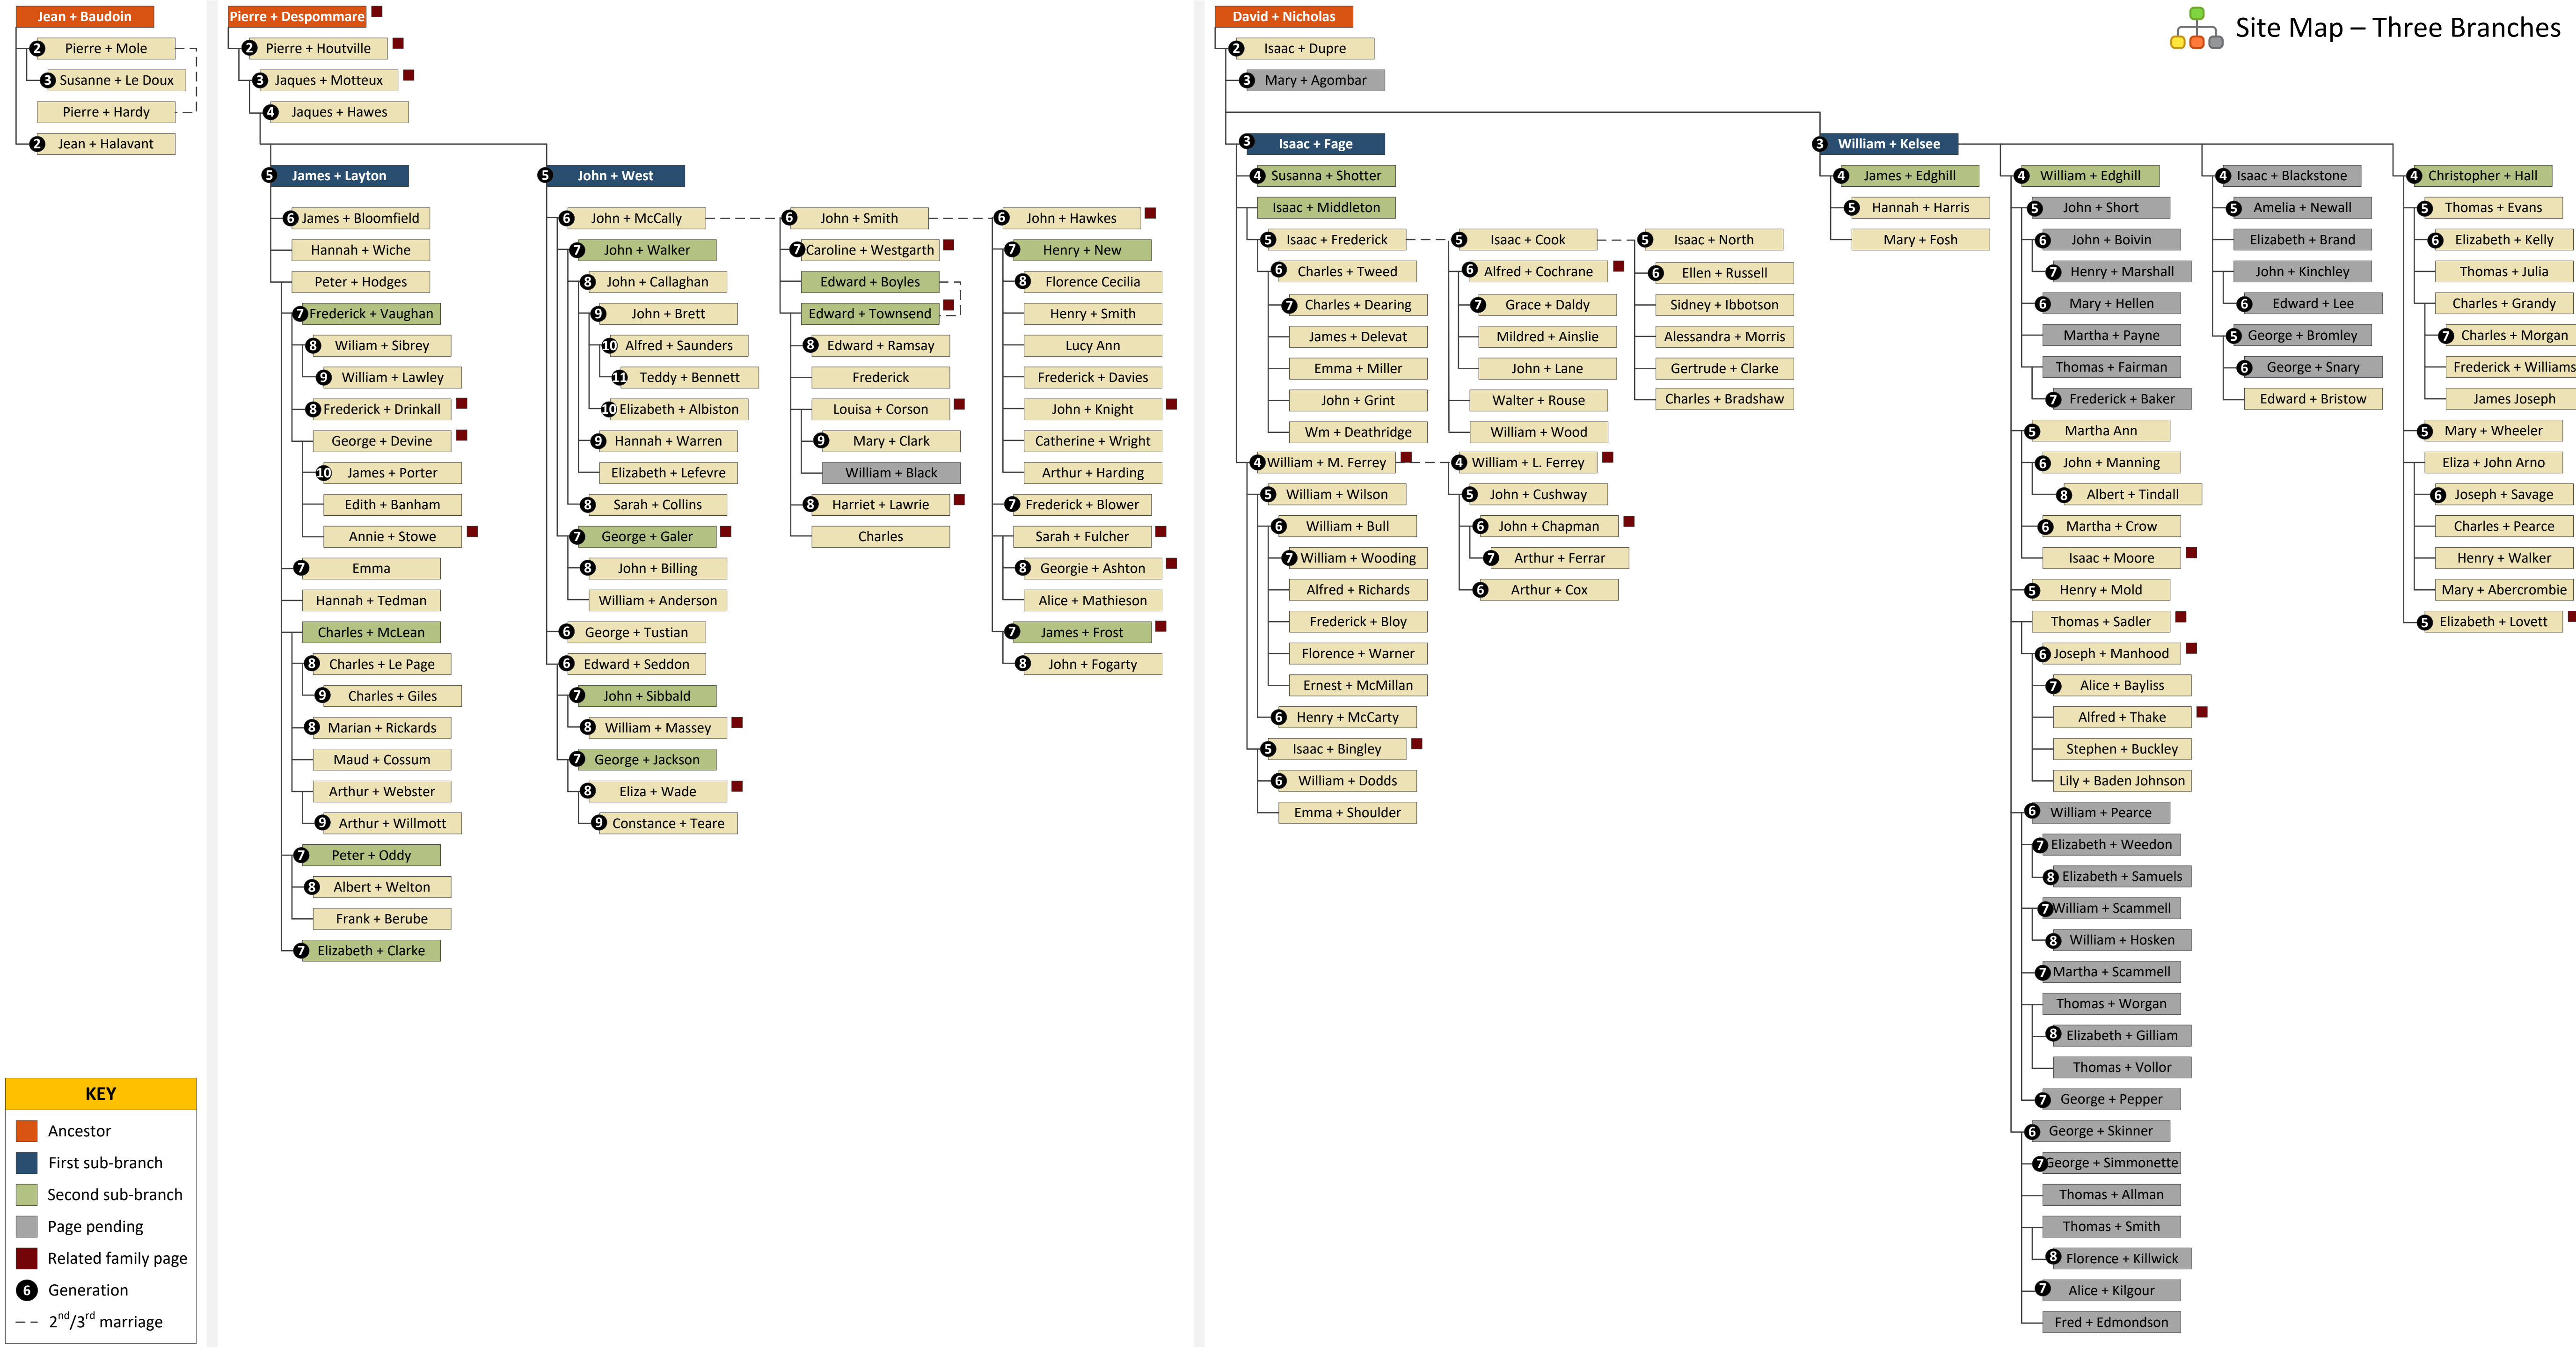 Site Map – Three Branches
Jean + Baudoin
2 Pierre + Mole
3 Susanne + Le Doux
Pierre + Hardy
2 Jean + Halavant
Pierre + Despommare
2 Pierre + Houtville
3 Jaques + Motteux
4 Jaques + Hawes
5 James + Layton
6 James + Bloomfield
Hannah + Wiche
Peter + Hodges
7 Frederick + Vaughan
8 Wiliam + Sibrey
9 William + Lawley
8 Frederick + Drinkall
George + Devine
10 James + Porter
Edith + Banham
Annie + Stowe
7 Emma
Hannah + Tedman
Charles + McLean
8 Charles + Le Page
9 Charles + Giles
8 Marian + Rickards
Maud + Cossum
Arthur + Webster
9 Arthur + Willmott
7 Peter + Oddy
8 Albert + Welton
Frank + Berube
7 Elizabeth + Clarke
5 John + West
6 John + McCally
7 John + Walker
8 John + Callaghan
9 John + Brett
10 Alfred + Saunders
11 Teddy + Bennett
10 Elizabeth + Albiston
9 Hannah + Warren
Elizabeth + Lefevre
8 Sarah + Collins
7 George + Galer
8 John + Billing
William + Anderson
6 George + Tustian
6 Edward + Seddon
7 John + Sibbald
8 William + Massey
7 George + Jackson
8 Eliza + Wade
9 Constance + Teare
6 John + Smith
7 Caroline + Westgarth
Edward + Boyles
Edward + Townsend
8 Edward + Ramsay
Frederick
Louisa + Corson
9 Mary + Clark
William + Black
8 Harriet + Lawrie
Charles
6 John + Hawkes
7 Henry + New
8 Florence Cecilia
Henry + Smith
Lucy Ann
Frederick + Davies
John + Knight
Catherine + Wright
Arthur + Harding
7 Frederick + Blower
Sarah + Fulcher
8 Georgie + Ashton
Alice + Mathieson
7 James + Frost
8 John + Fogarty
David + Nicholas
2 Isaac + Dupre
3 Mary + Agombar
3 Isaac + Fage
4 Susanna + Shotter
Isaac + Middleton
5 Isaac + Frederick
6 Charles + Tweed
7 Charles + Dearing
James + Delevat
Emma + Miller
John + Grint
Wm + Deathridge
4 William + M. Ferrey
5 William + Wilson
6 William + Bull
7 William + Wooding
Alfred + Richards
Frederick + Bloy
Florence + Warner
Ernest + McMillan
6 Henry + McCarty
5 Isaac + Bingley
6 William + Dodds
Emma + Shoulder
5 Isaac + Cook
6 Alfred + Cochrane
7 Grace + Daldy
Mildred + Ainslie
John + Lane
Walter + Rouse
William + Wood
4 William + L. Ferrey
5 John + Cushway
6 John + Chapman
7 Arthur + Ferrar
6 Arthur + Cox
5 Isaac + North
6 Ellen + Russell
Sidney + Ibbotson
Alessandra + Morris
Gertrude + Clarke
Charles + Bradshaw
3 William + Kelsee
4 James + Edghill
5 Hannah + Harris
Mary + Fosh
4 William + Edghill
5 John + Short
6 John + Boivin
7 Henry + Marshall
6 Mary + Hellen
Martha + Payne
Thomas + Fairman
7 Frederick + Baker
5 Martha Ann
6 John + Manning
8 Albert + Tindall
6 Martha + Crow
Isaac + Moore
5 Henry + Mold
Thomas + Sadler
6 Joseph + Manhood
7 Alice + Bayliss
Alfred + Thake
Stephen + Buckley
Lily + Baden Johnson
6 William + Pearce
7 Elizabeth + Weedon
8 Elizabeth + Samuels
7 William + Scammell
8 William + Hosken
7 Martha + Scammell
Thomas + Worgan
8 Elizabeth + Gilliam
Thomas + Vollor
7 George + Pepper
6 George + Skinner
7 George + Simmonette
Thomas + Allman
Thomas + Smith
8 Florence + Killwick
7 Alice + Kilgour
Fred + Edmondson
4 Isaac + Blackstone
5 Amelia + Newall
Elizabeth + Brand
John + Kinchley
6 Edward + Lee
5 George + Bromley
6 George + Snary
Edward + Bristow
4 Christopher + Hall
5 Thomas + Evans
6 Elizabeth + Kelly
Thomas + Julia
Charles + Grandy
7 Charles + Morgan
Frederick + Williams
James Joseph
5 Mary + Wheeler
Eliza + John Arno
6 Joseph + Savage
Charles + Pearce
Henry + Walker
Mary + Abercrombie
5 Elizabeth + Lovett
KEY
Ancestor
First sub-branch
Second sub-branch
Page pending
Related family page
6 Generation
2nd/3rd marriage